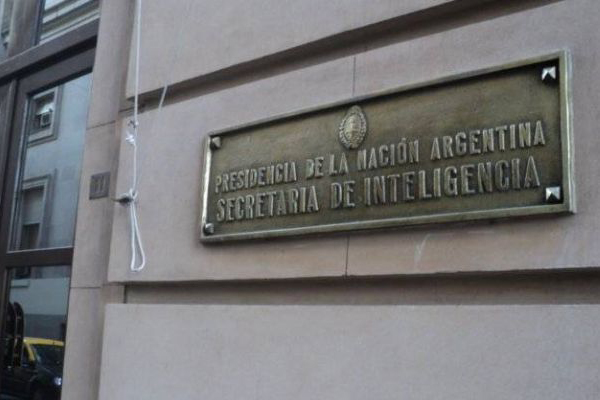 PRESIDENCIA DE LA NACIÓN ARGENTINA
SECRETARIA DE INTELIGENCIA